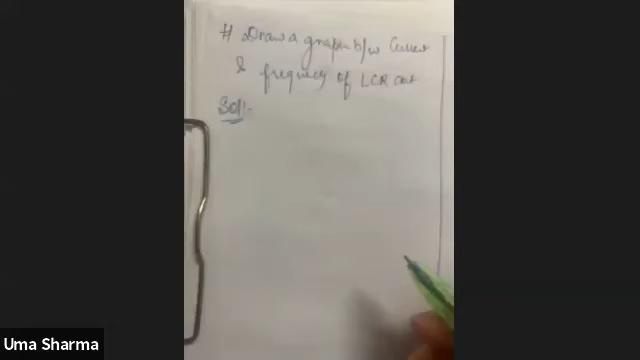 # Draw a graph b/w Current
& frequency of LCR ckt
Sol:-
Uma Sharma